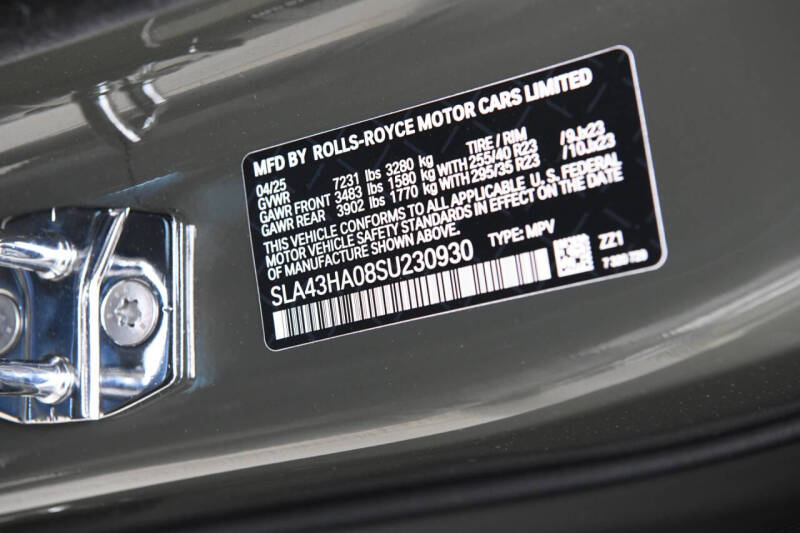 MFD BY ROLLS-ROYCE MOTOR CARS LIMITED
04/25 TIRE / RIM
GVWR 7231 lbs 3280 kg
GAWR FRONT 3483 lbs 1580 kg WITH 255/40 R23 /9.5x23
GAWR REAR 3902 lbs 1770 kg WITH 295/35 R23 /10.5x23
THIS VEHICLE CONFORMS TO ALL APPLICABLE U. S. FEDERAL
MOTOR VEHICLE SAFETY STANDARDS IN EFFECT ON THE DATE
OF MANUFACTURE SHOWN ABOVE.
SLA43HA08SU230930 TYPE: MPV
ZZ1